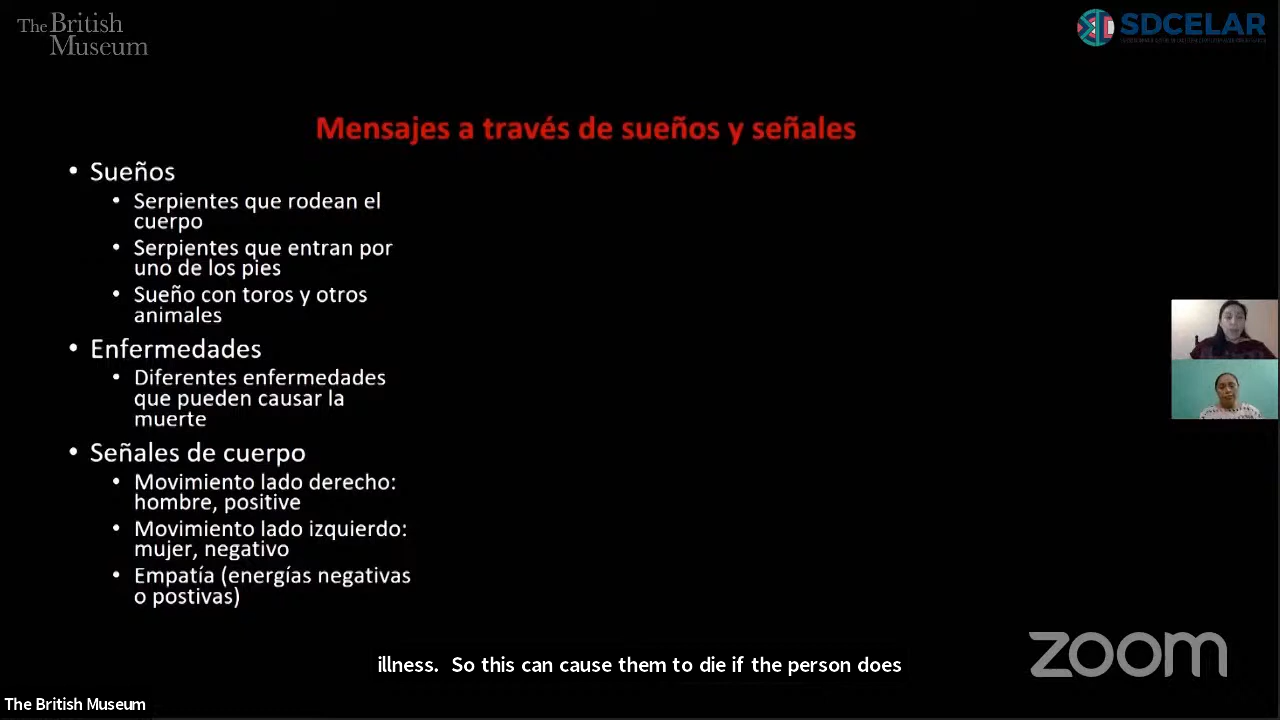 The British
Museum
SDCELAR
Mensajes a través de sueños y señales
• Sueños
• Serpientes que rodean el
cuerpo
• Serpientes que entran por
uno de los pies
• Sueño con toros y otros
animales
• Enfermedades
• Diferentes enfermedades
que pueden causar la
muerte
• Señales de cuerpo
• Movimiento lado derecho:
hombre, positive
• Movimiento lado izquierdo:
mujer, negativo
• Empatía (energías negativas
o postivas)
illness. So this can cause them to die if the person does
zoom
The British Museum